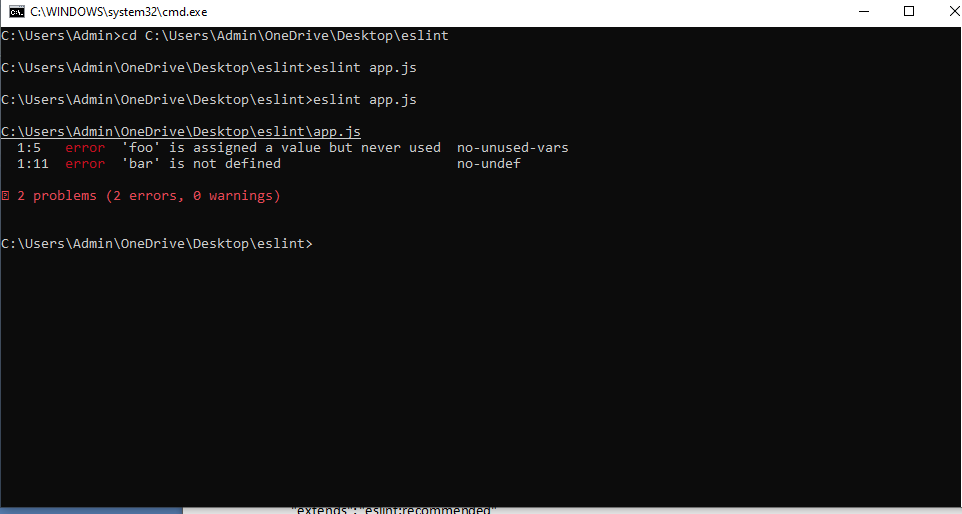 C:\WINDOWS\system32\cmd.exe
C:\Users\Admin>cd C:\Users\Admin\OneDrive\Desktop\eslint
C:\Users\Admin\OneDrive\Desktop\eslint>eslint app.js
C:\Users\Admin\OneDrive\Desktop\eslint>eslint app.js
C:\Users\Admin\OneDrive\Desktop\eslint\app.js
1:5 error 'foo' is assigned a value but never used no-unused-vars
1:11 error 'bar' is not defined no-undef
2 problems (2 errors, 0 warnings)
C:\Users\Admin\OneDrive\Desktop\eslint>
"extends": "eslint:recommended"